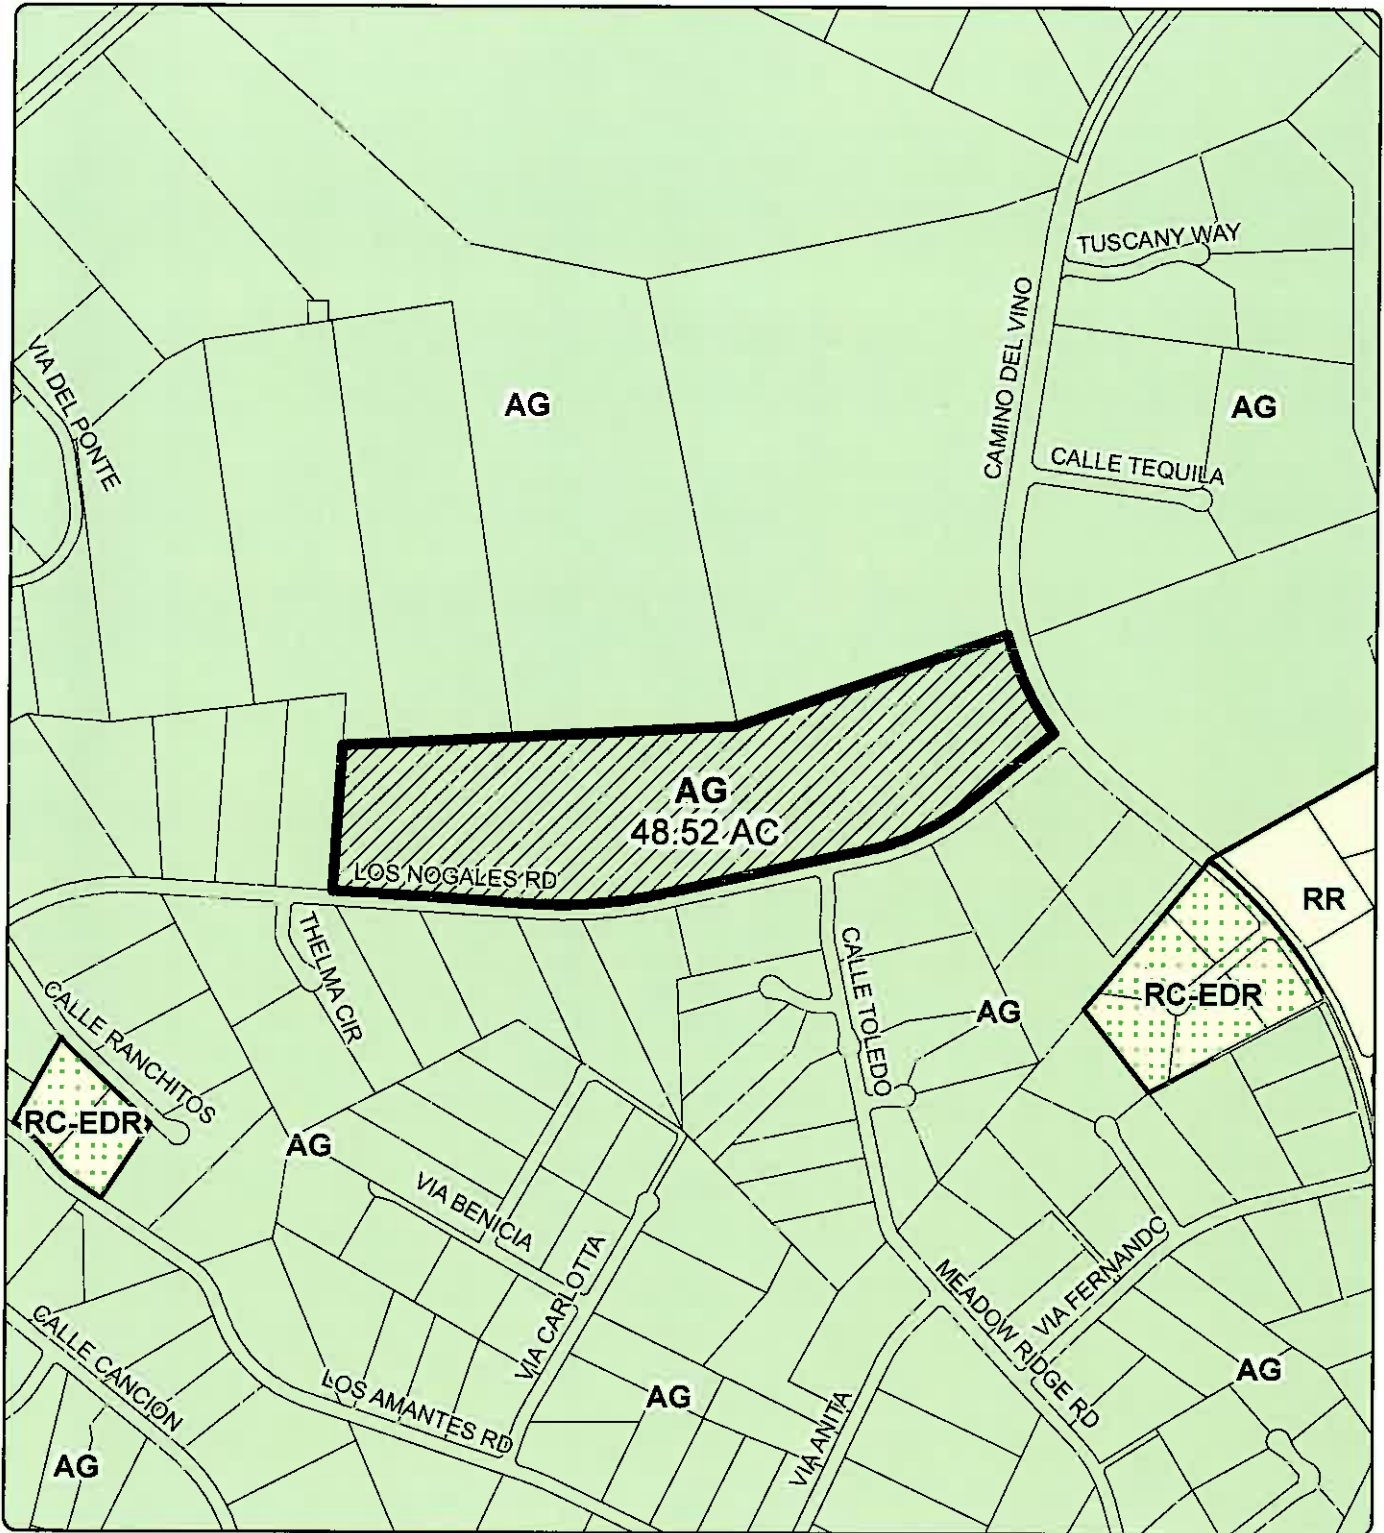 TUSCANY WAY
CAMINO DEL VINO
VIA DEL PONTE
AG
AG
CALLE TEQUILA
AG
48.52 AC
LOS NOGALES RD
RR
THELMA CIR
CALLE TOLEDO
RC-EDR
AG
CALLE RANCHITOS
RC-EDR
AG
VIA BENICIA
VIA CARLOTTA
MEADOW RIDGE RD
VIA FERNANDO
CALLE CANCION
LOS AMANTES RD
AG
VIA ANITA
AG
AG